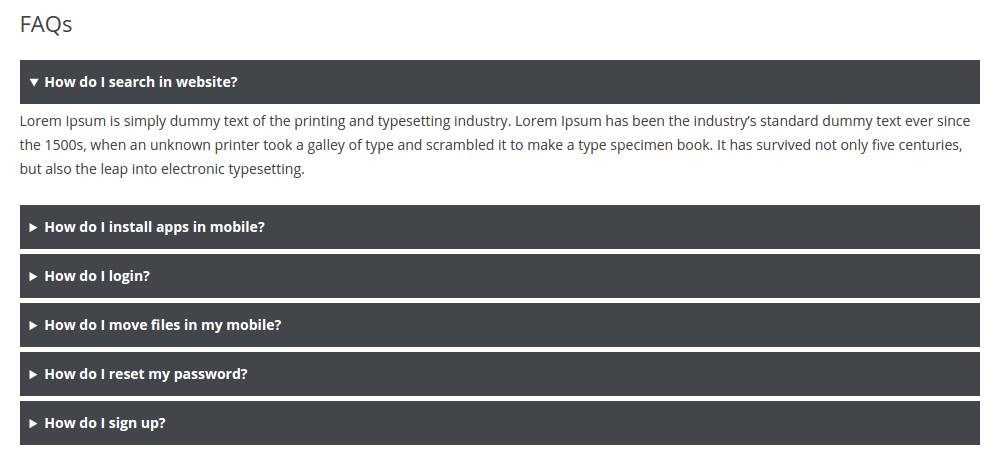 FAQs
How do I search in website?
Lorem Ipsum is simply dummy text of the printing and typesetting industry. Lorem Ipsum has been the industry's standard dummy text ever since
the 1500s, when an unknown printer took a galley of type and scrambled it to make a type specimen book. It has survived not only five centuries,
but also the leap into electronic typesetting.
How do I install apps in mobile?
How do I login?
How do I move files in my mobile?
How do I reset my password?
How do I sign up?